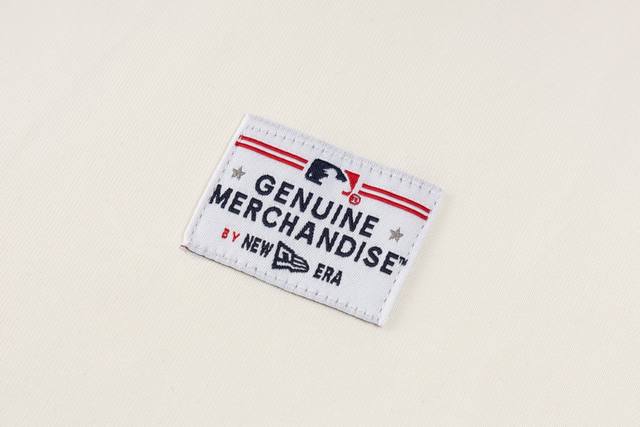 GENUINE
MERCHANDISE™
BY NEW ERA